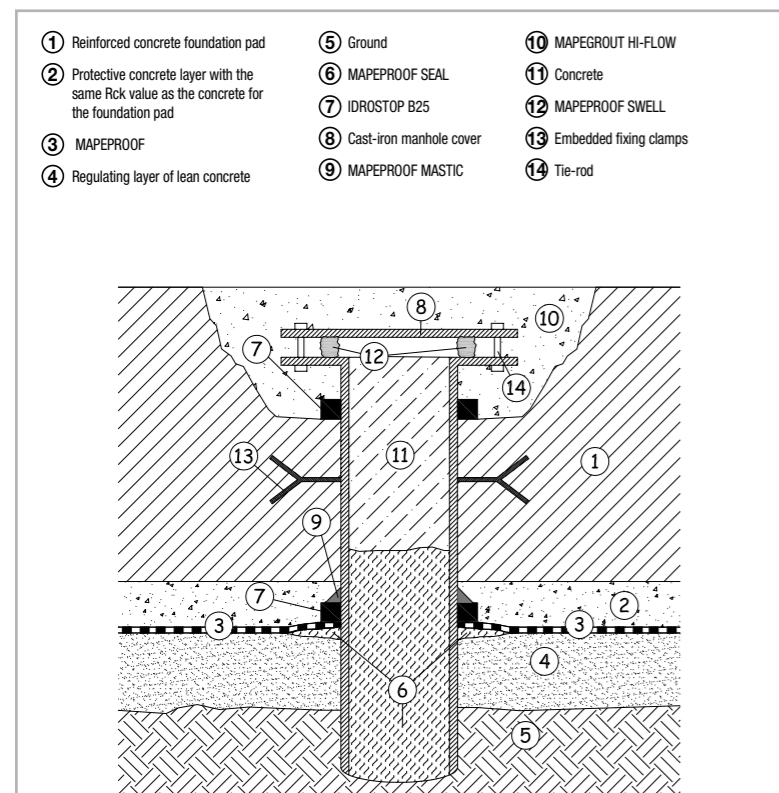 1 Reinforced concrete foundation pad
2 Protective concrete layer with the
same Rck value as the concrete for
the foundation pad
3 MAPEPROOF
4 Regulating layer of lean concrete
5 Ground
6 MAPEPROOF SEAL
7 IDROSTOP B25
8 Cast-iron manhole cover
9 MAPEPROOF MASTIC
10 MAPEGROUT HI-FLOW
11 Concrete
12 MAPEPROOF SWELL
13 Embedded fixing clamps
14 Tie-rod
8
10
7
12
14
11
13
1
9
7
2
3
3
4
6
5